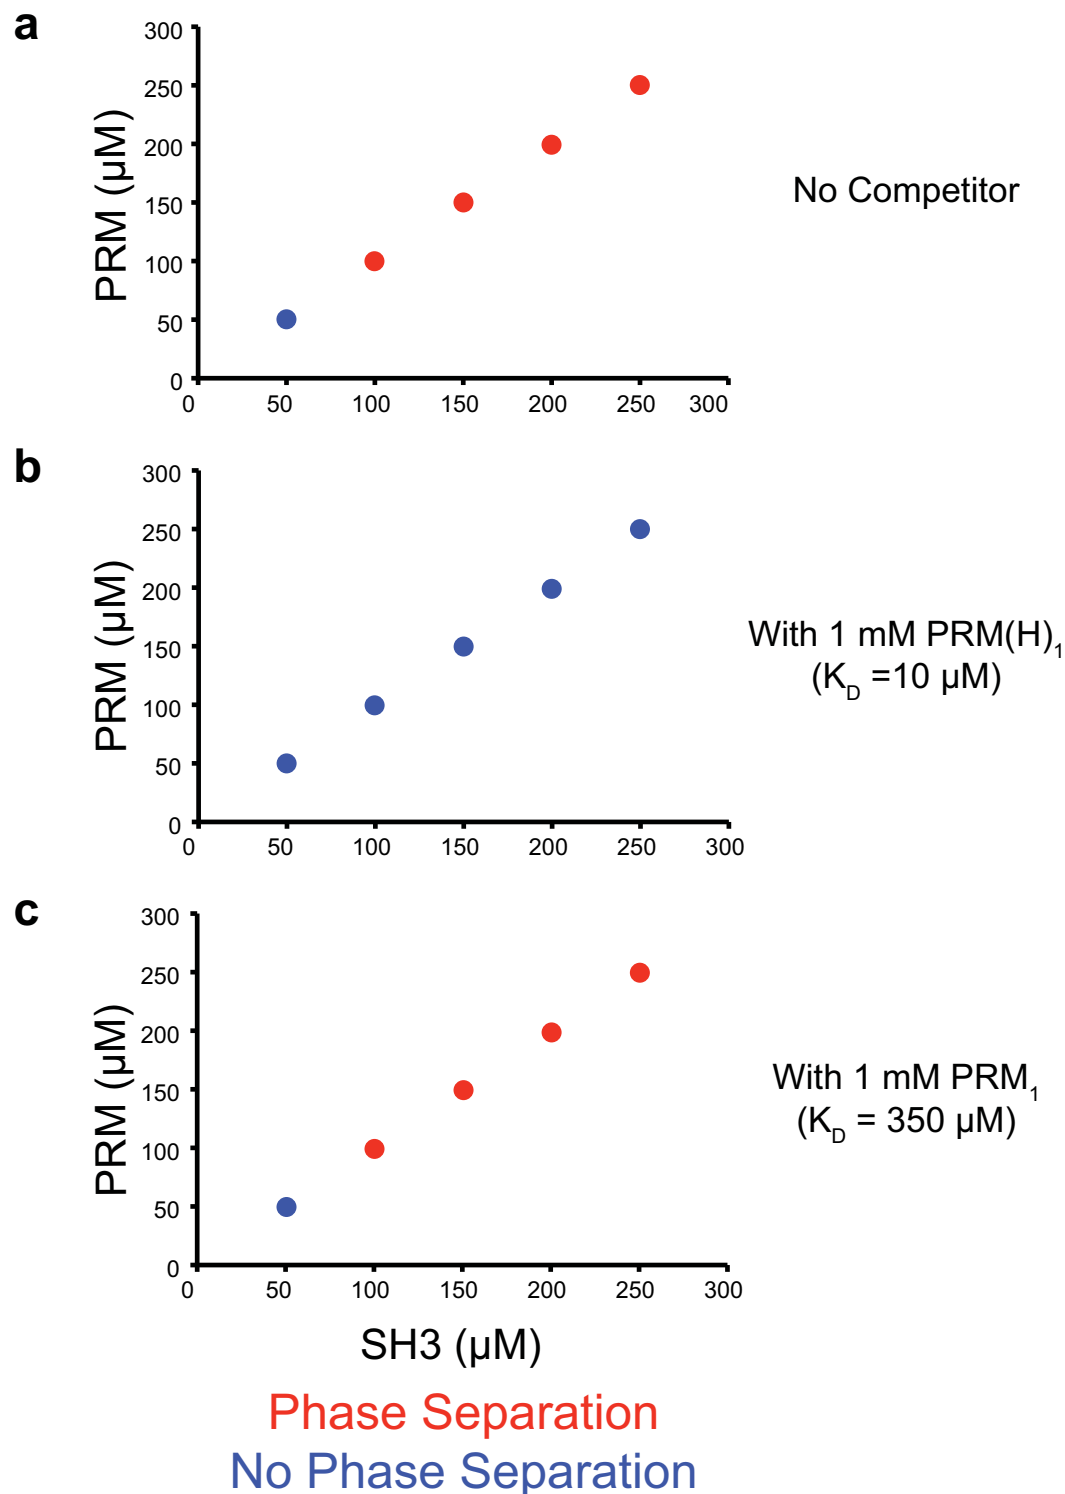 a
300
250
200
150
100
50
0
PRM (µM)
0 50 100 150 200 250 300
No Competitor
b
300
250
200
150
100
50
0
PRM (µM)
0 50 100 150 200 250 300
With 1 mM PRM(H)₁
(K_D =10 µM)
c
300
250
200
150
100
50
0
PRM (µM)
0 50 100 150 200 250 300
With 1 mM PRM₁
(K_D = 350 µM)
SH3 (µM)
Phase Separation
No Phase Separation